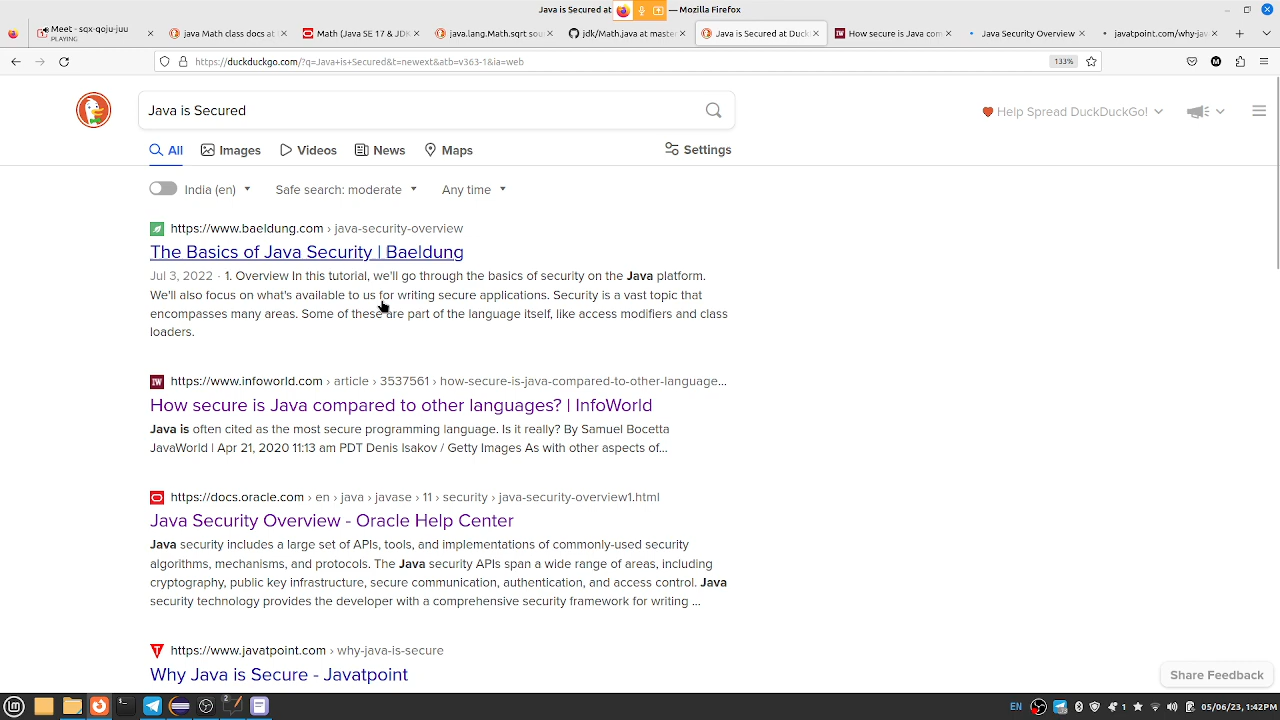 Java is Secured at — Mozilla Firefox
Meet - sqx-qoju-juu
PLAYING
java Math class docs at
Math (Java SE 17 & JDK
java.lang.Math.sqrt sou
jdk/Math.java at master
Java is Secured at Duck
How secure is Java com
Java Security Overview
javatpoint.com/why-jav
https://duckduckgo.com/?q=Java+is+Secured&t=newext&atb=v363-1&ia=web
133%
Java is Secured
Help Spread DuckDuckGo!
All
Images
Videos
News
Maps
Settings
India (en)
Safe search: moderate
Any time
https://www.baeldung.com › java-security-overview
The Basics of Java Security | Baeldung
Jul 3, 2022 · 1. Overview In this tutorial, we'll go through the basics of security on the Java platform.
We'll also focus on what's available to us for writing secure applications. Security is a vast topic that
encompasses many areas. Some of these are part of the language itself, like access modifiers and class
loaders.
IW
https://www.infoworld.com › article › 3537561 › how-secure-is-java-compared-to-other-language...
How secure is Java compared to other languages? | InfoWorld
Java is often cited as the most secure programming language. Is it really? By Samuel Bocetta
JavaWorld | Apr 21, 2020 11:13 am PDT Denis Isakov / Getty Images As with other aspects of...
https://docs.oracle.com › en › java › javase › 11 › security › java-security-overview1.html
Java Security Overview - Oracle Help Center
Java security includes a large set of APIs, tools, and implementations of commonly-used security
algorithms, mechanisms, and protocols. The Java security APIs span a wide range of areas, including
cryptography, public key infrastructure, secure communication, authentication, and access control. Java
security technology provides the developer with a comprehensive security framework for writing ...
https://www.javatpoint.com › why-java-is-secure
Why Java is Secure - Javatpoint
Share Feedback
2
EN
1
05/06/23, 1:42PM